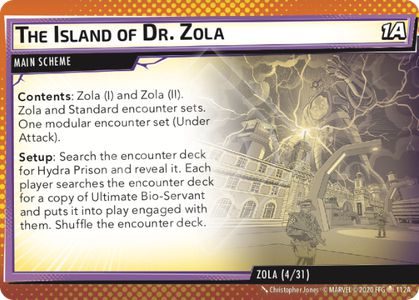 The Island of Dr. Zola
1A
MAIN SCHEME
Contents: Zola (I) and Zola (II).
Zola and Standard encounter sets.
One modular encounter set (Under
Attack).
Setup: Search the encounter deck
for Hydra Prison and reveal it. Each
player searches the encounter deck
for a copy of Ultimate Bio-Servant
and puts it into play engaged with
them. Shuffle the encounter deck.
ZOLA (4/31)
Christopher Jones © MARVEL © 2020 FFG 112A